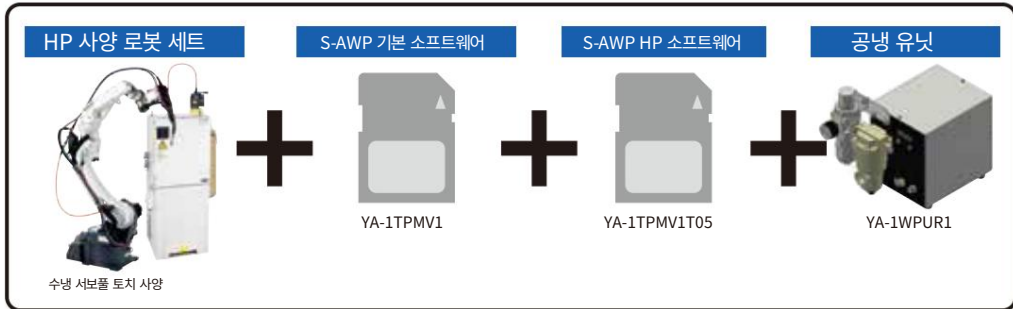 HP 사양 로봇 세트
S-AWP 기본 소프트웨어
S-AWP HP 소프트웨어
공냉 유닛
YA-1TPMV1
YA-1TPMV1T05
YA-1WPUR1
수냉 서보풀 토치 사양